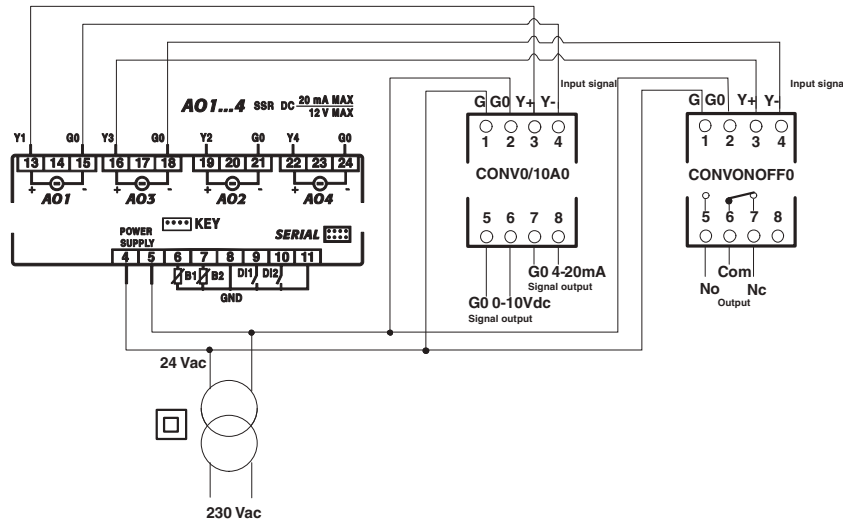 AO1...4 SSR DC 20 mA MAX
12 V MAX
Y1 G0 Y3 G0 Y2 G0 Y4 G0
13 14 15 16 17 18 19 20 21 22 23 24
+ - + - + - + -
AO1 AO3 AO2 AO4
KEY
POWER
SUPPLY
SERIAL
4 5 6 7 8 9 10 11
B1 B2 DI1 DI2
GND
24 Vac
230 Vac
Input signal
G G0 Y+ Y-
1 2 3 4
CONV0/10A0
5 6 7 8
G0 4-20mA
Signal output
G0 0-10Vdc
Signal output
Input signa
G G0 Y+ Y-
1 2 3 4
CONVONOFF0
5 6 7 8
Com
No Nc
Output